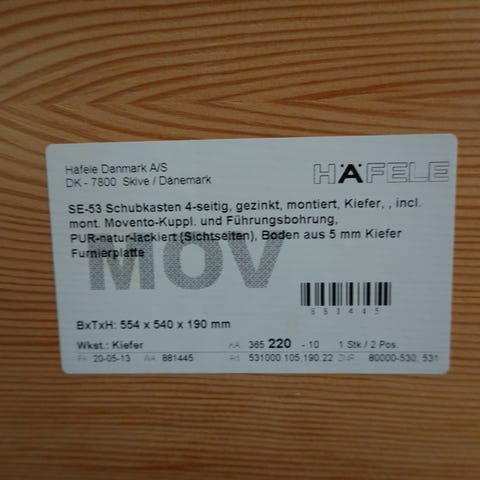 Häfele Danmark A/S
DK - 7800 Skive / Dänemark
HÄFELE
SE-53 Schubkasten 4-seitig, gezinkt, montiert, Kiefer, , incl.
mont. Movento-Kuppl. und Führungsbohrung,
PUR-natur-lackiert (Sichtseiten), Boden aus 5 mm Kiefer
Furnierplatte
MOV
881445
BxTxH: 554 x 540 x 190 mm
Wkst.: Kiefer KA 365 220 - 10 1 Stk / 2 Pos.
20-05-13 881445 Art 531000.105.190.22 80000-530, 531